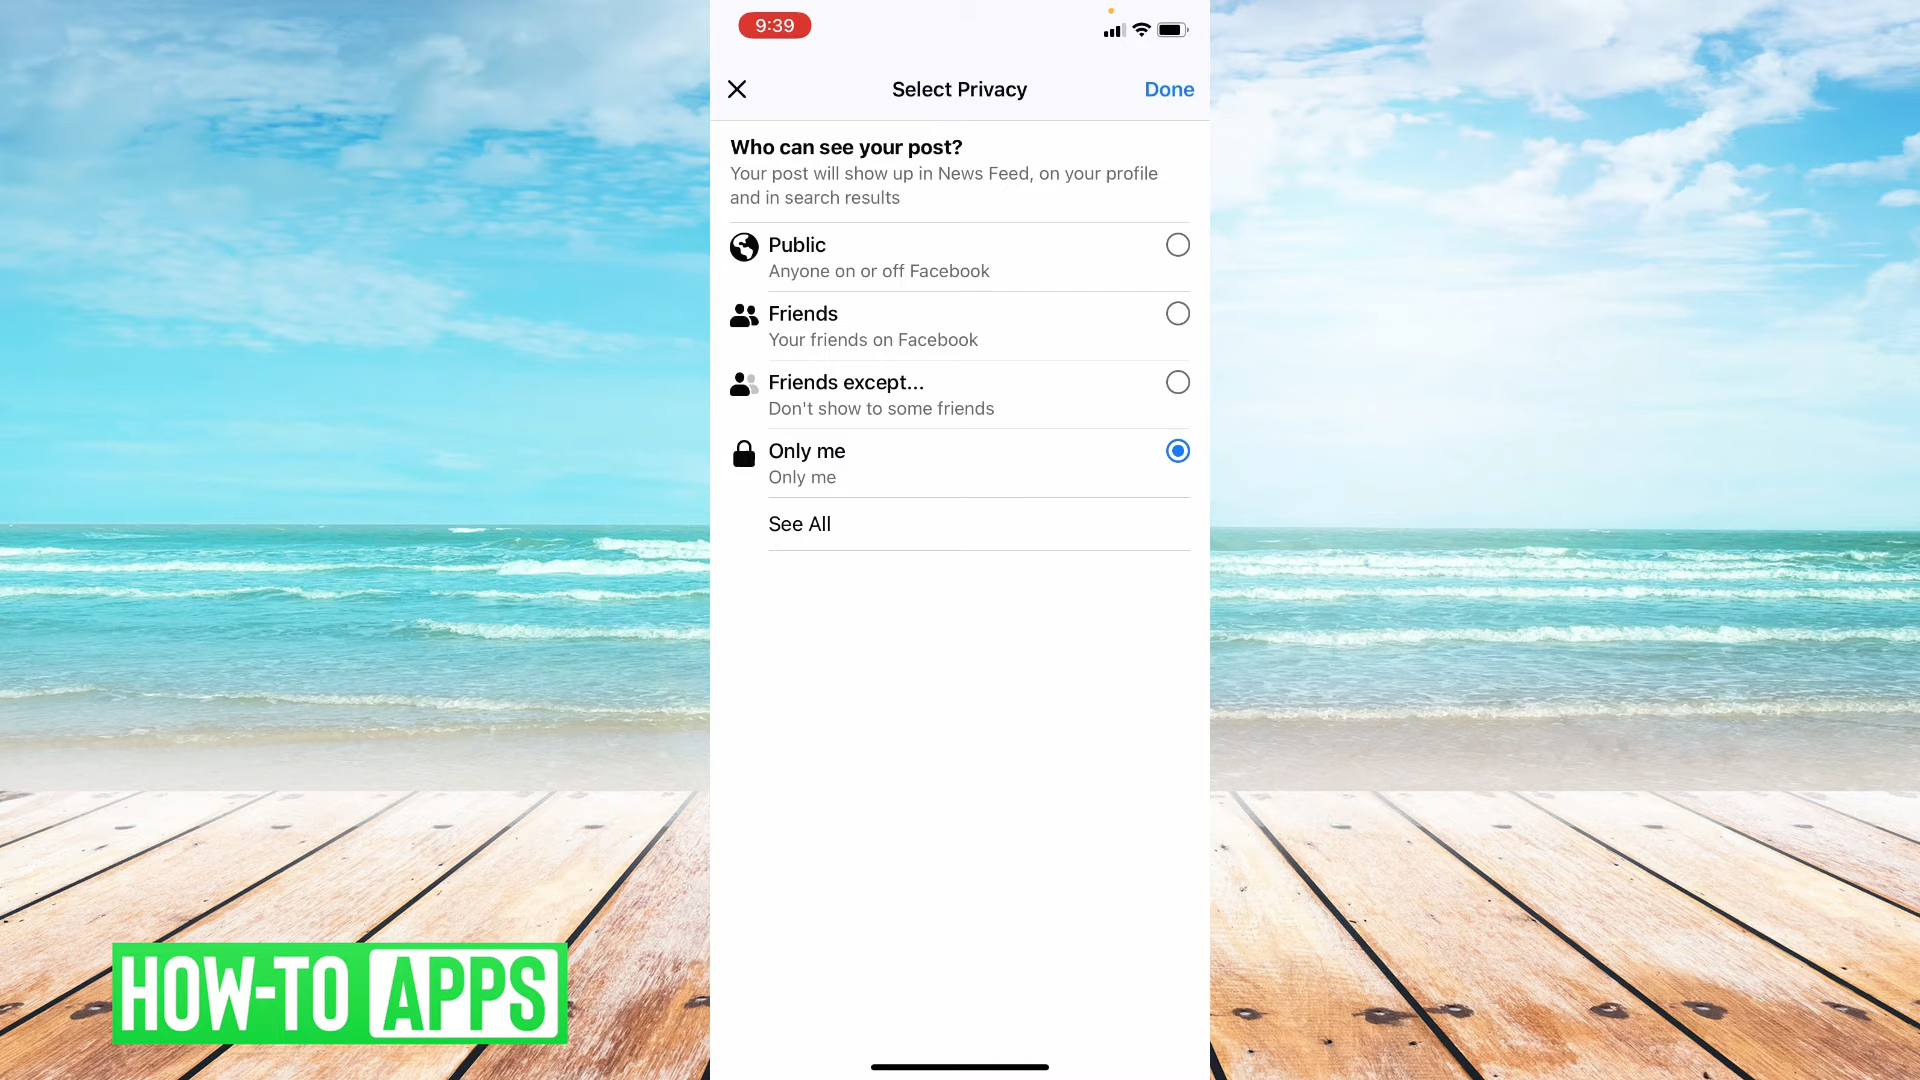 9:39
Select Privacy
Done
Who can see your post?
Your post will show up in News Feed, on your profile
and in search results
Public
Anyone on or off Facebook
Friends
Your friends on Facebook
Friends except...
Don't show to some friends
Only me
Only me
See All
HOW-TO APPS